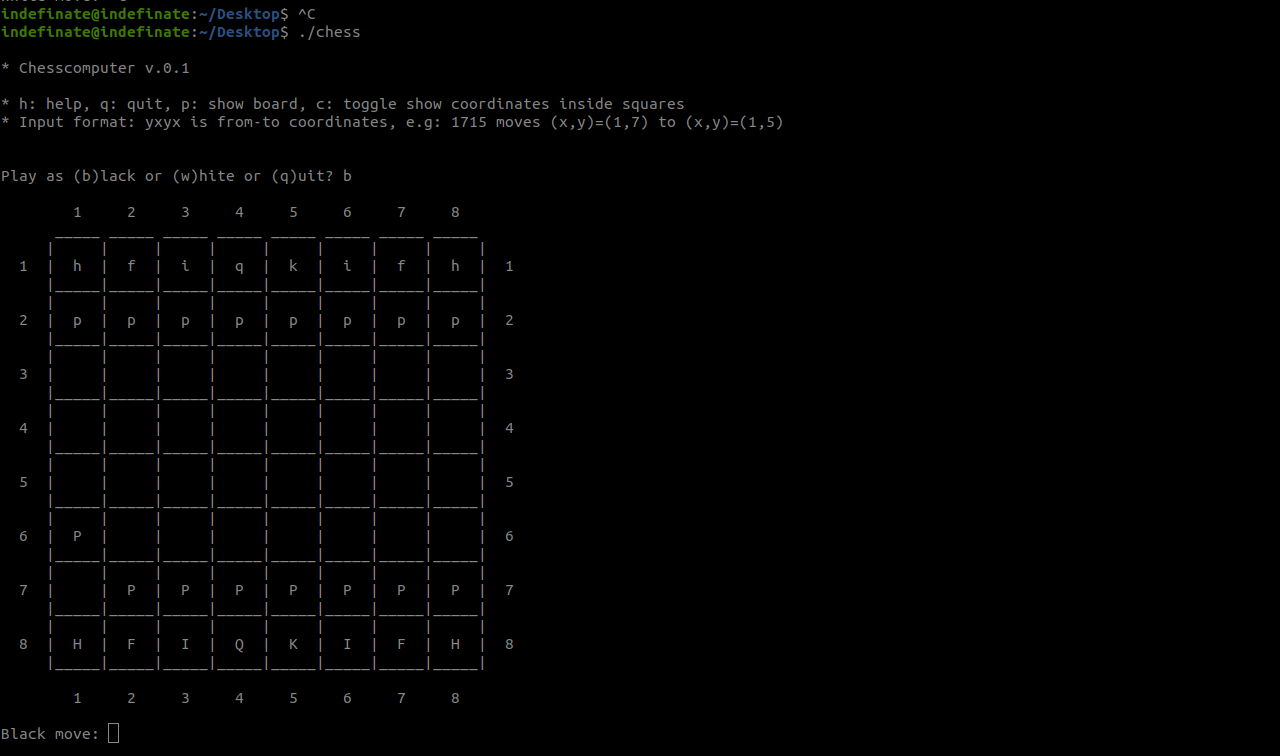 indefinate@indefinate:~/Desktop$ ^C
indefinate@indefinate:~/Desktop$ ./chess
* Chesscomputer v.0.1
* h: help, q: quit, p: show board, c: toggle show coordinates inside squares
* Input format: yxyx is from-to coordinates, e.g: 1715 moves (x,y)=(1,7) to (x,y)=(1,5)
Play as (b)lack or (w)hite or (q)uit? b
1 2 3 4 5 6 7 8
1 h f i q k i f h 1
2 p p p p p p p p 2
3 3
4 4
5 5
6 P 6
7 P P P P P P P 7
8 H F I Q K I F H 8
1 2 3 4 5 6 7 8
Black move: